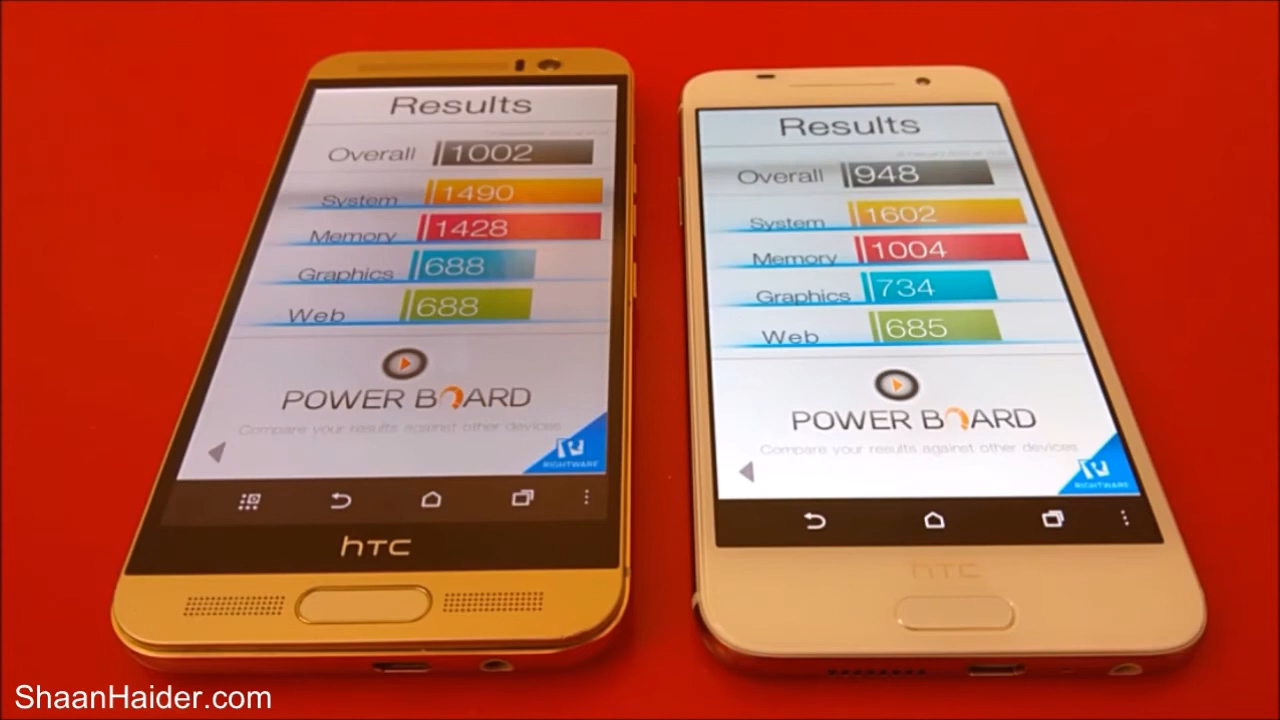 Results
Overall 1002
System 1490
Memory 1428
Graphics 688
Web 688
POWER BOARD
Compare your results against other devices
RIGHTWARE
hTC
Results
Overall 948
System 1602
Memory 1004
Graphics 734
Web 685
POWER BOARD
Compare your results against other devices
RIGHTWARE
hTC
ShaanHaider.com